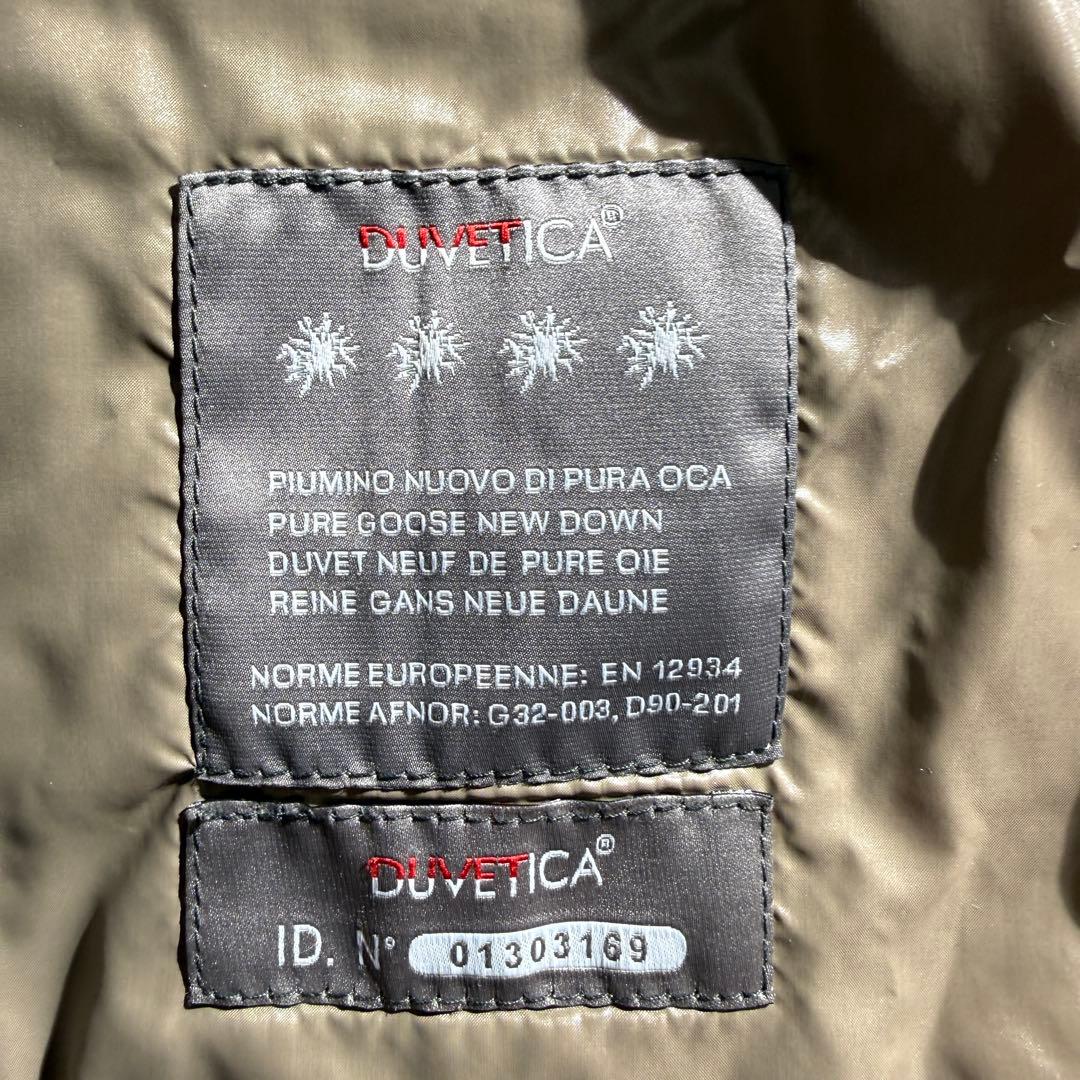 DUVETICA®
PIUMINO NUOVO DI PURA OCA
PURE GOOSE NEW DOWN
DUVET NEUF DE PURE OIE
REINE GANS NEUE DAUNE
NORME EUROPEENNE: EN 12934
NORME AFNOR: G32-003, D90-201
DUVETICA®
ID. N° 01303169